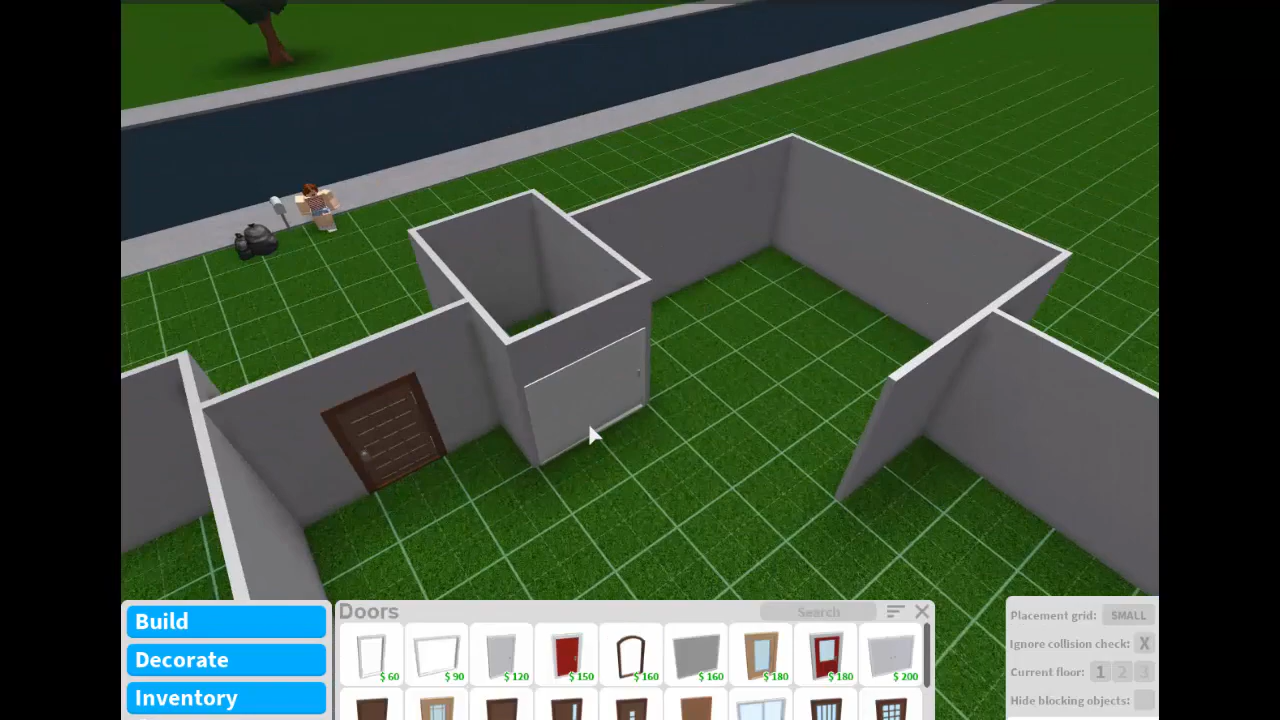 Build
Decorate
Inventory
Doors
Search
$ 60
$ 90
$ 120
$ 150
$ 160
$ 160
$ 180
$ 180
$ 200
Placement grid: SMALL
Ignore collision check: X
Current floor: 1 2 3
Hide blocking objects: